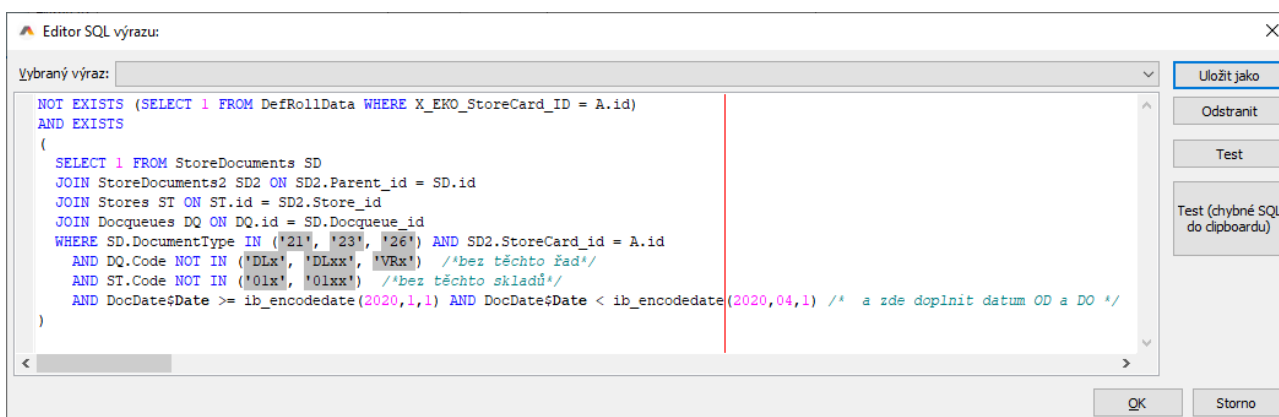 Editor SQL výrazu:
Vybraný výraz:
Uložit jako
NOT EXISTS (SELECT 1 FROM DefRollData WHERE X_EKO_StoreCard_ID = A.id)
AND EXISTS
(
SELECT 1 FROM StoreDocuments SD
JOIN StoreDocuments2 SD2 ON SD2.Parent_id = SD.id
JOIN Stores ST ON ST.id = SD2.Store_id
JOIN Docqueues DQ ON DQ.id = SD.Docqueue_id
WHERE SD.DocumentType IN ('21', '23', '26') AND SD2.StoreCard_id = A.id
AND DQ.Code NOT IN ('DLx', 'DLxx', 'VRx') /*bez těchto řad*/
AND ST.Code NOT IN ('01x', '01xx') /*bez těchto skladů*/
AND DocDate$Date >= ib_encodedate(2020,1,1) AND DocDate$Date < ib_encodedate(2020,04,1) /* a zde doplnit datum OD a DO */
)
Odstranit
Test
Test (chybné SQL
do clipboardu)
OK
Storno